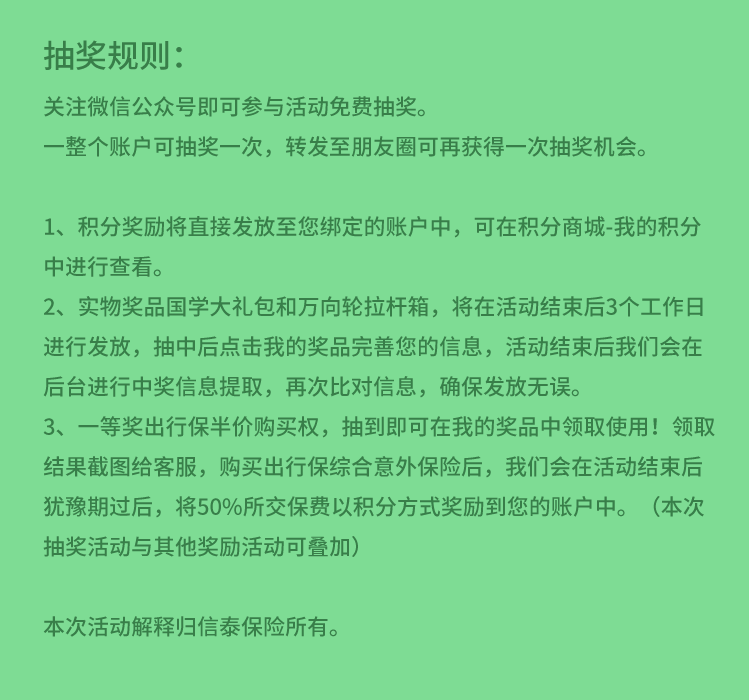 抽奖规则：
关注微信公众号即可参与活动免费抽奖。
一整个账户可抽奖一次，转发至朋友圈可再获得一次抽奖机会。
1、积分奖励将直接发放至您绑定的账户中，可在积分商城-我的积分
中进行查看。
2、实物奖品国学大礼包和万向轮拉杆箱，将在活动结束后3个工作日
进行发放，抽中后点击我的奖品完善您的信息，活动结束后我们会在
后台进行中奖信息提取，再次比对信息，确保发放无误。
3、一等奖出行保半价购买权，抽到即可在我的奖品中领取使用！领取
结果截图给客服，购买出行保综合意外保险后，我们会在活动结束后
犹豫期过后，将50%所交保费以积分方式奖励到您的账户中。（本次
抽奖活动与其他奖励活动可叠加）
本次活动解释归信泰保险所有。